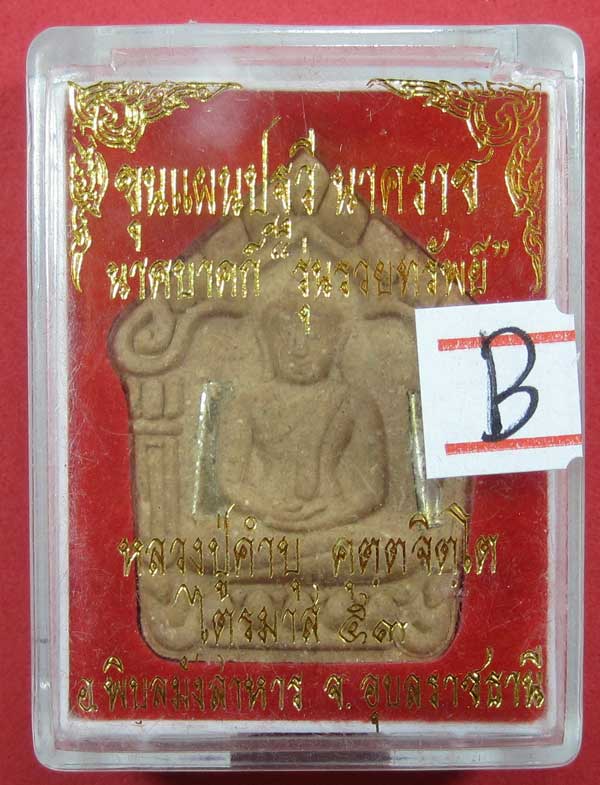 ขุนแผนปฐวี นาคราช
นาคบาดก์ "รุ่นรวยทรัพย์"
B
หลวงปู่คำบุ คุตฺตจิตฺโต
ไตรมาส ๕๓
อ.พิบูลมังสาหาร จ.อุบลราชธานี